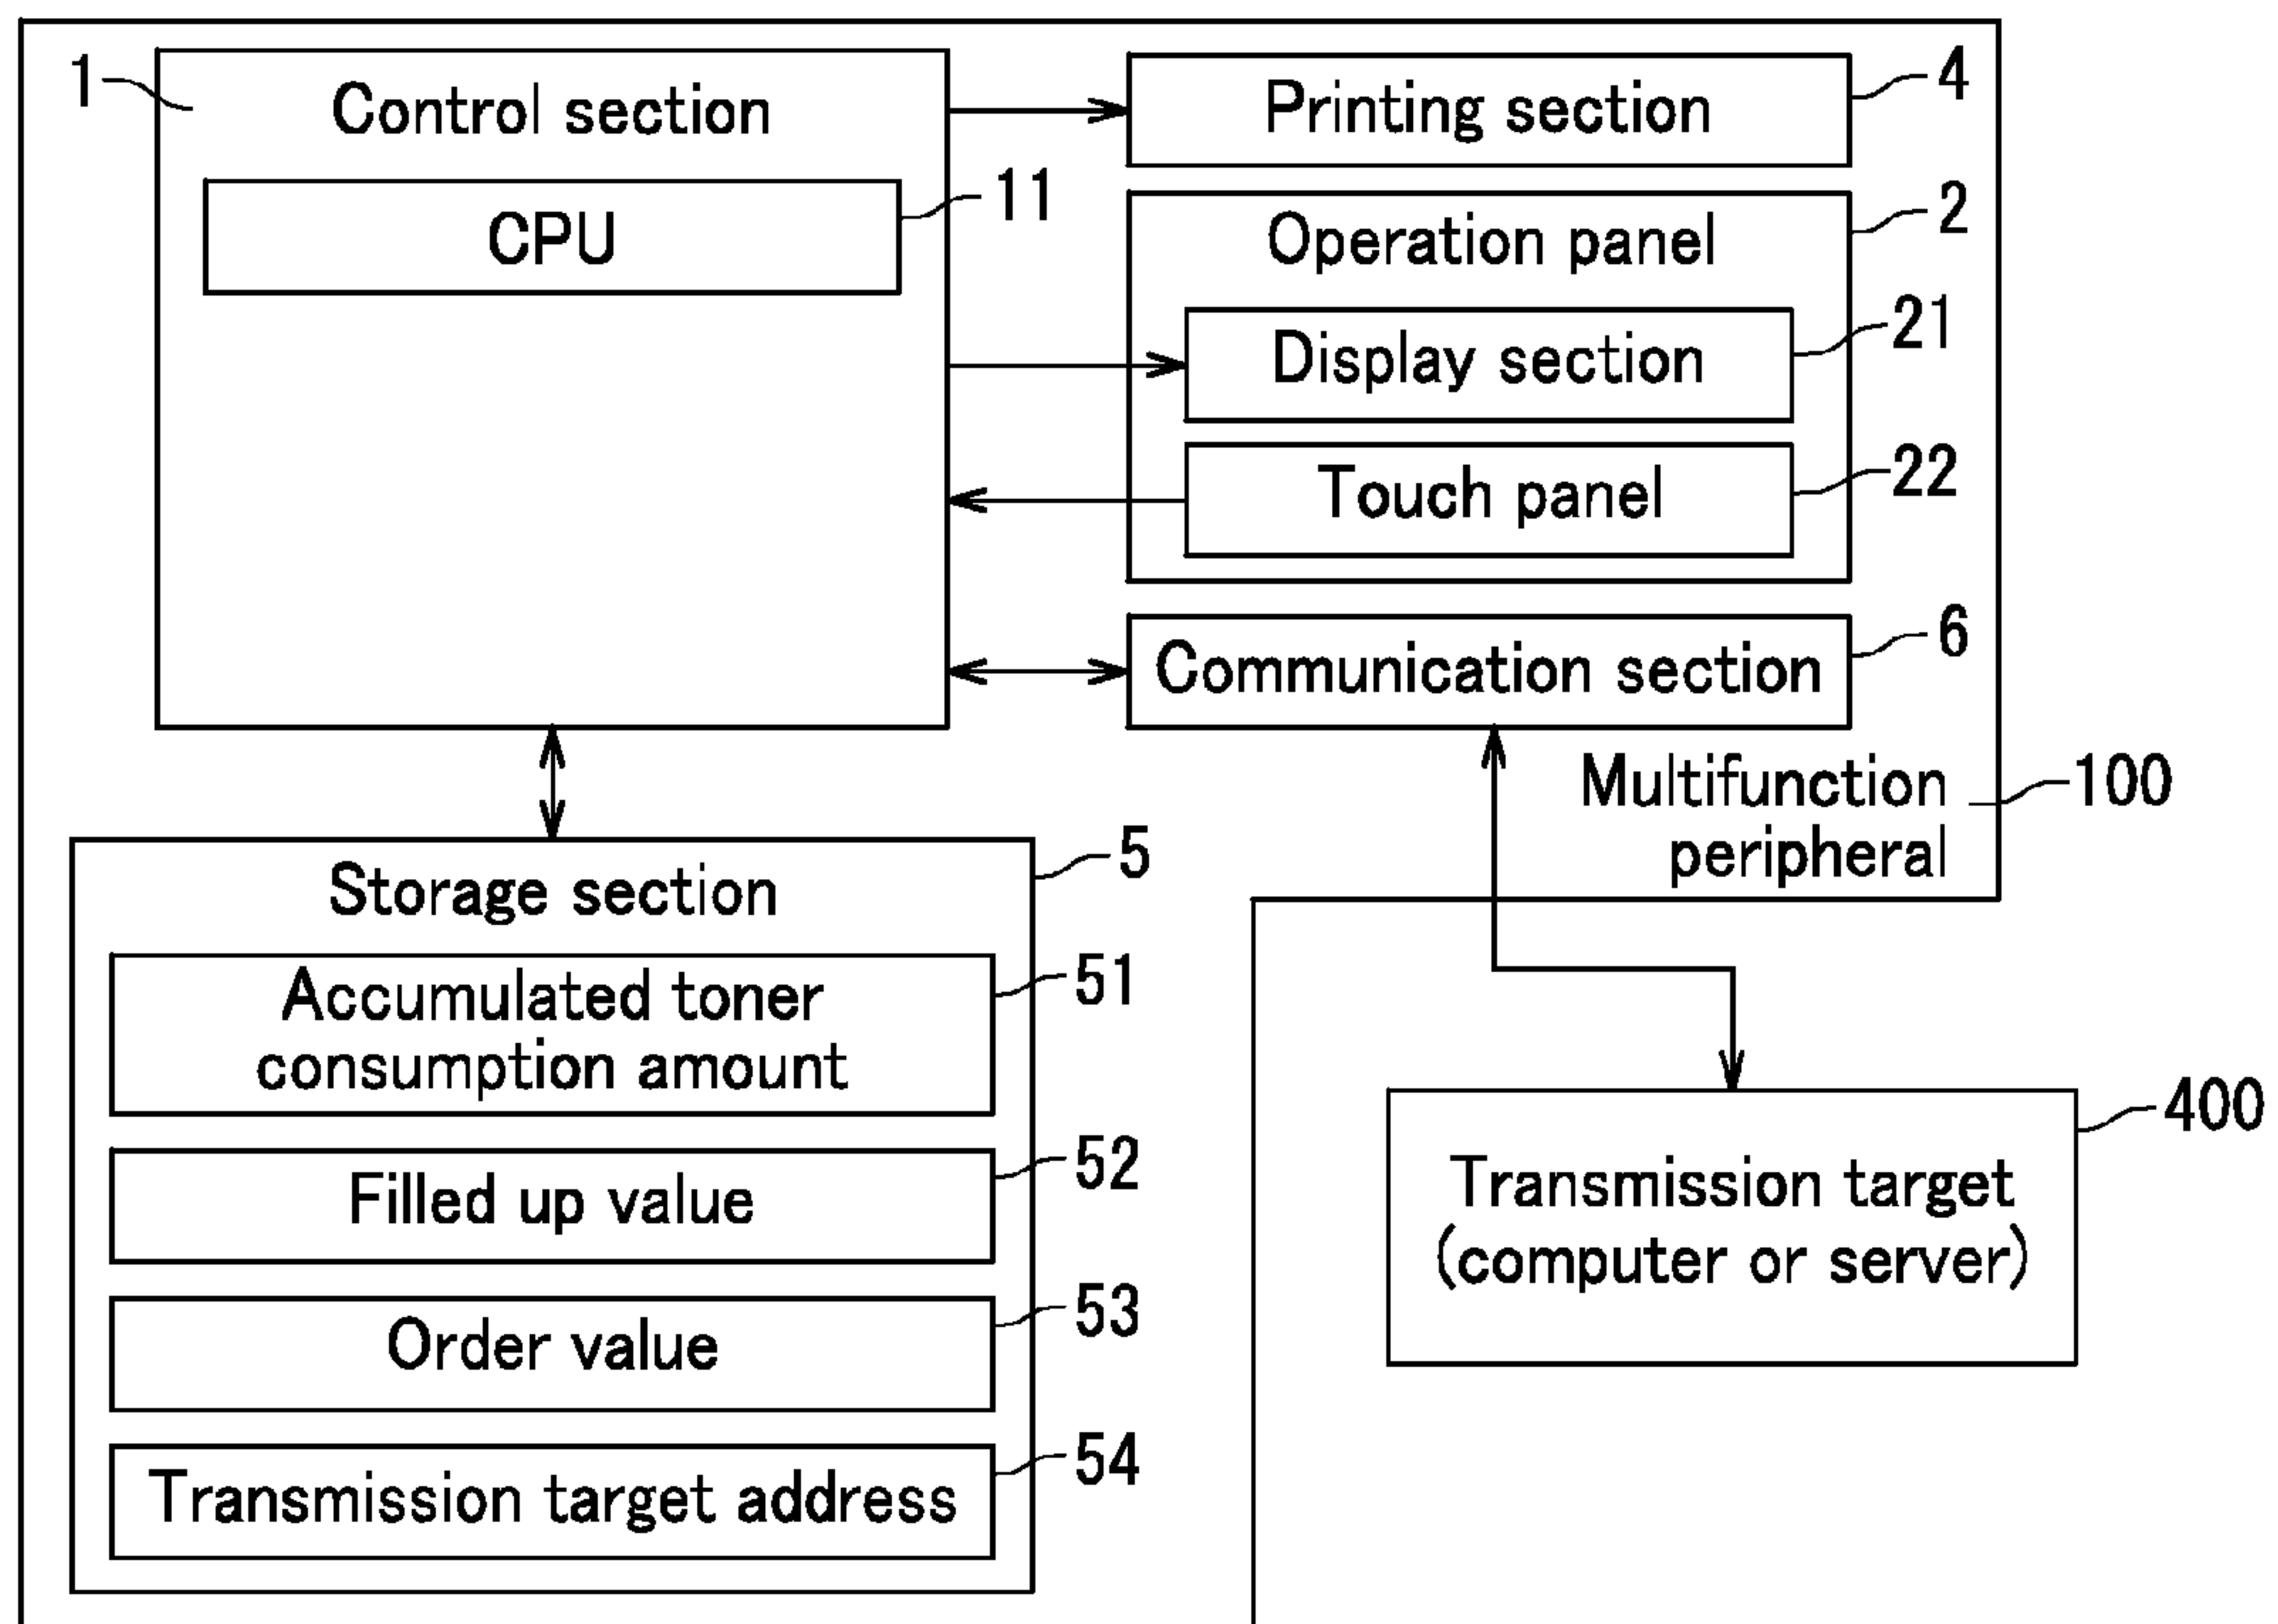 1
Control section
CPU
11
Printing section
4
Operation panel
2
Display section
21
Touch panel
22
Communication section
6
Multifunction
peripheral
100
Storage section
5
Accumulated toner
consumption amount
51
Filled up value
52
Order value
53
Transmission target address
54
Transmission target
(computer or server)
400